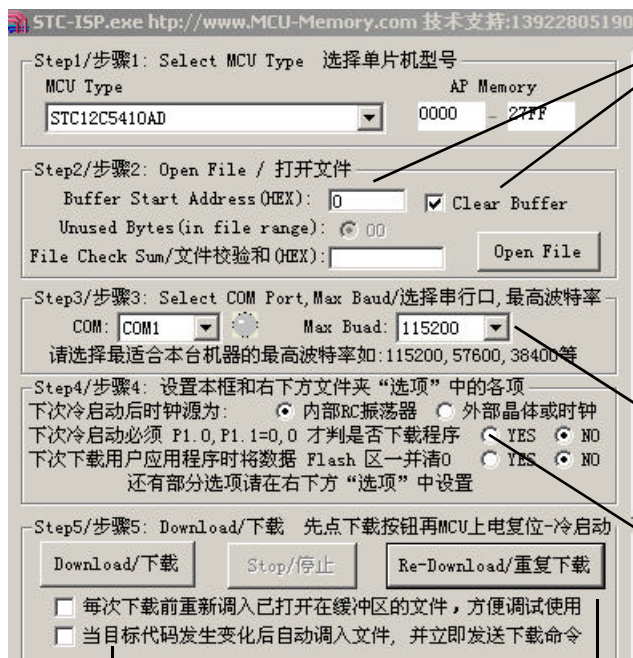 STC-ISP.exe htp://www.MCU-Memory.com 技术支持:13922805190
Step1/步骤1: Select MCU Type 选择单片机型号
MCU Type AP Memory
STC12C5410AD 0000 - 27FF
Step2/步骤2: Open File / 打开文件
Buffer Start Address(HEX): 0 Clear Buffer
Unused Bytes(in file range): 00
File Check Sum/文件校验和(HEX): Open File
Step3/步骤3: Select COM Port,Max Baud/选择串行口,最高波特率
COM: COM1 Max Buad: 115200
请选择最适合本台机器的最高波特率如:115200,57600,38400等
Step4/步骤4: 设置本框和右下方文件夹“选项”中的各项
下次冷启动后时钟源为: 内部RC振荡器 外部晶体或时钟
下次冷启动必须 P1.0,P1.1=0,0 才判是否下载程序 YES NO
下次下载用户应用程序时将数据 Flash 区一并清0 YES NO
还有部分选项请在右下方“选项”中设置
Step5/步骤5: Download/下载 先点下载按钮再MCU上电复位-冷启动
Download/下载 Stop/停止 Re-Download/重复下载
每次下载前重新调入已打开在缓冲区的文件，方便调试使用
当目标代码发生变化后自动调入文件, 并立即发送下载命令